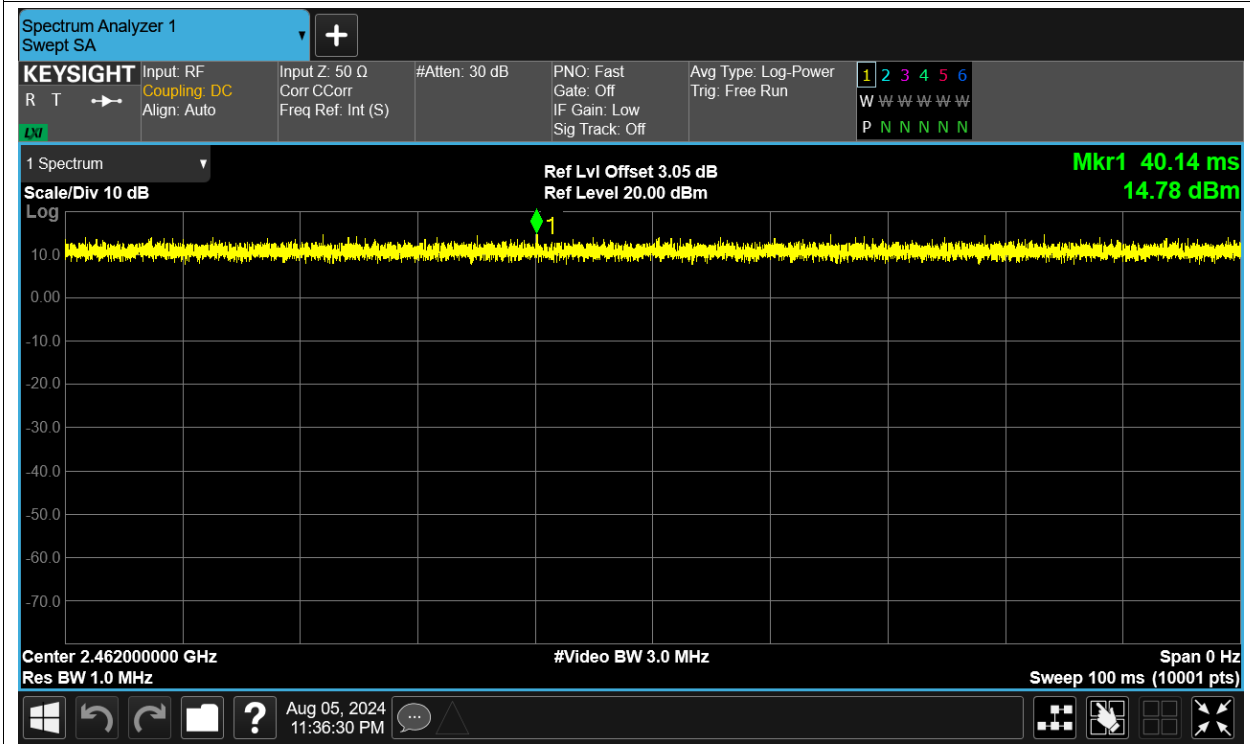 Spectrum Analyzer 1
Swept SA
KEYSIGHT
R T
LXI
Input: RF
Coupling: DC
Align: Auto
Input Z: 50 Ω
Corr CCorr
Freq Ref: Int (S)
#Atten: 30 dB
PNO: Fast
Gate: Off
IF Gain: Low
Sig Track: Off
Avg Type: Log-Power
Trig: Free Run
1 2 3 4 5 6
W W W W W W
P N N N N N
1 Spectrum
Scale/Div 10 dB
Log
Ref Lvl Offset 3.05 dB
Ref Level 20.00 dBm
Mkr1 40.14 ms
14.78 dBm
1
10.0
0.00
-10.0
-20.0
-30.0
-40.0
-50.0
-60.0
-70.0
Center 2.462000000 GHz
Res BW 1.0 MHz
#Video BW 3.0 MHz
Span 0 Hz
Sweep 100 ms (10001 pts)
?
Aug 05, 2024
11:36:30 PM